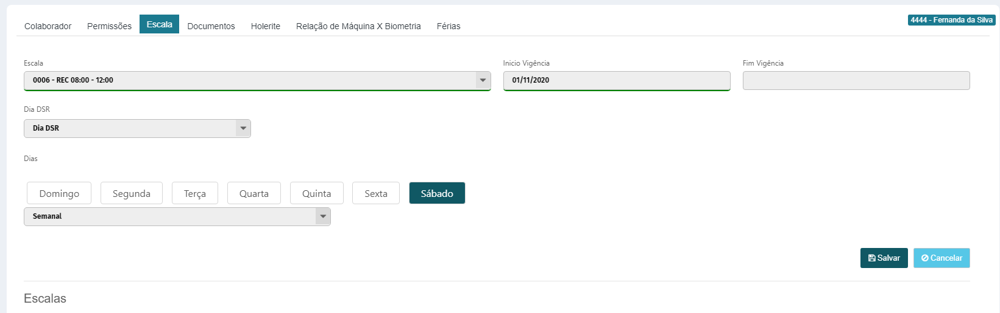 Colaborador Permissões Escala Documentos Holerite Relação de Máquina X Biometria Férias 4444 - Fernanda da Silva
Escala Inicio Vigência Fim Vigência
0006 - REC 08:00 - 12:00 01/11/2020
Dia DSR
Dia DSR
Dias
Domingo Segunda Terça Quarta Quinta Sexta Sábado
Semanal
Salvar Cancelar
Escalas